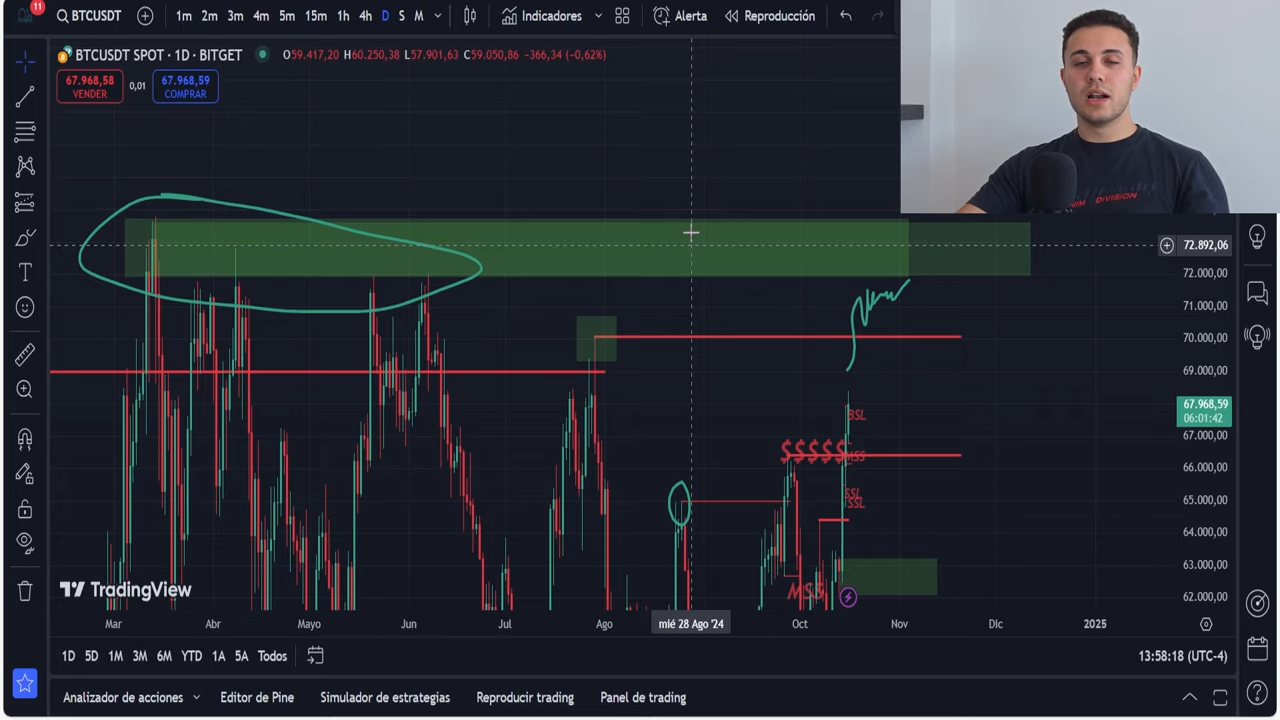 11
BTCUSDT 1m 2m 3m 4m 5m 15m 1h 4h D S M Indicadores Alerta Reproducción
BTCUSDT SPOT · 1D · BITGET O59.417,20 H60.250,38 L57.901,63 C59.050,86 -366,34 (-0,62%)
67.968,58 0,01 67.968,59
VENDER COMPRAR
72.892,06
72.000,00
71.000,00
70.000,00
69.000,00
67.968,59
06:01:42
67.000,00
66.000,00
65.000,00
64.000,00
63.000,00
62.000,00
BSL
$$$$$
MSS
SSL
SSL
MSS
TradingView
Mar Abr Mayo Jun Jul Ago mié 28 Ago '24 Oct Nov Dic 2025
1D 5D 1M 3M 6M YTD 1A 5A Todos 13:58:18 (UTC-4)
Analizador de acciones Editor de Pine Simulador de estrategias Reproducir trading Panel de trading